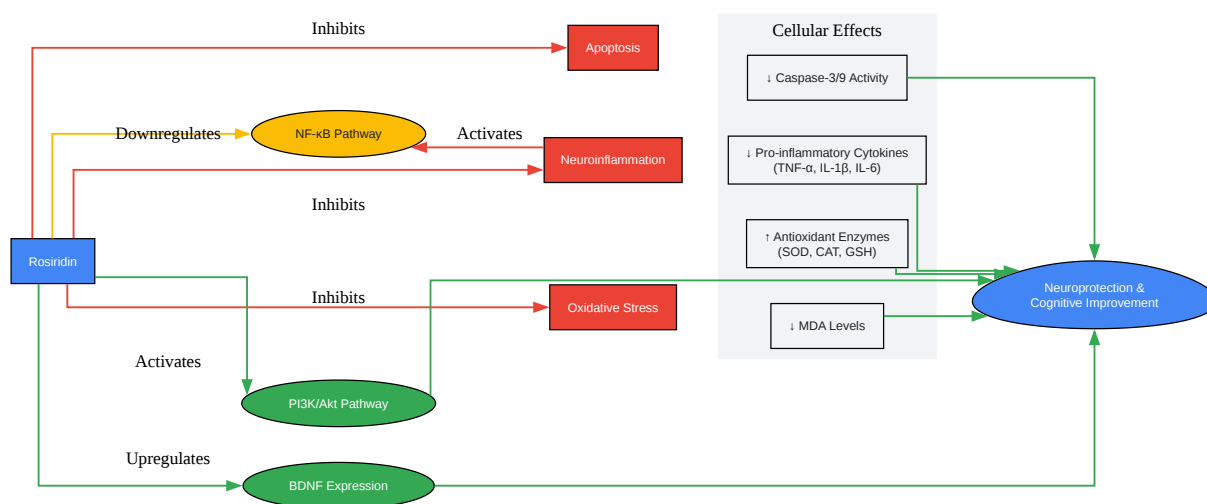 Inhibits
Apoptosis
Cellular Effects
↓ Caspase-3/9 Activity
Downregulates
NF-κB Pathway
Activates
Neuroinflammation
↓ Pro-inflammatory Cytokines
(TNF-α, IL-1β, IL-6)
Inhibits
Rosiridin
↑ Antioxidant Enzymes
(SOD, CAT, GSH)
Neuroprotection &
Cognitive Improvement
Inhibits
Oxidative Stress
↓ MDA Levels
Activates
PI3K/Akt Pathway
Upregulates
BDNF Expression